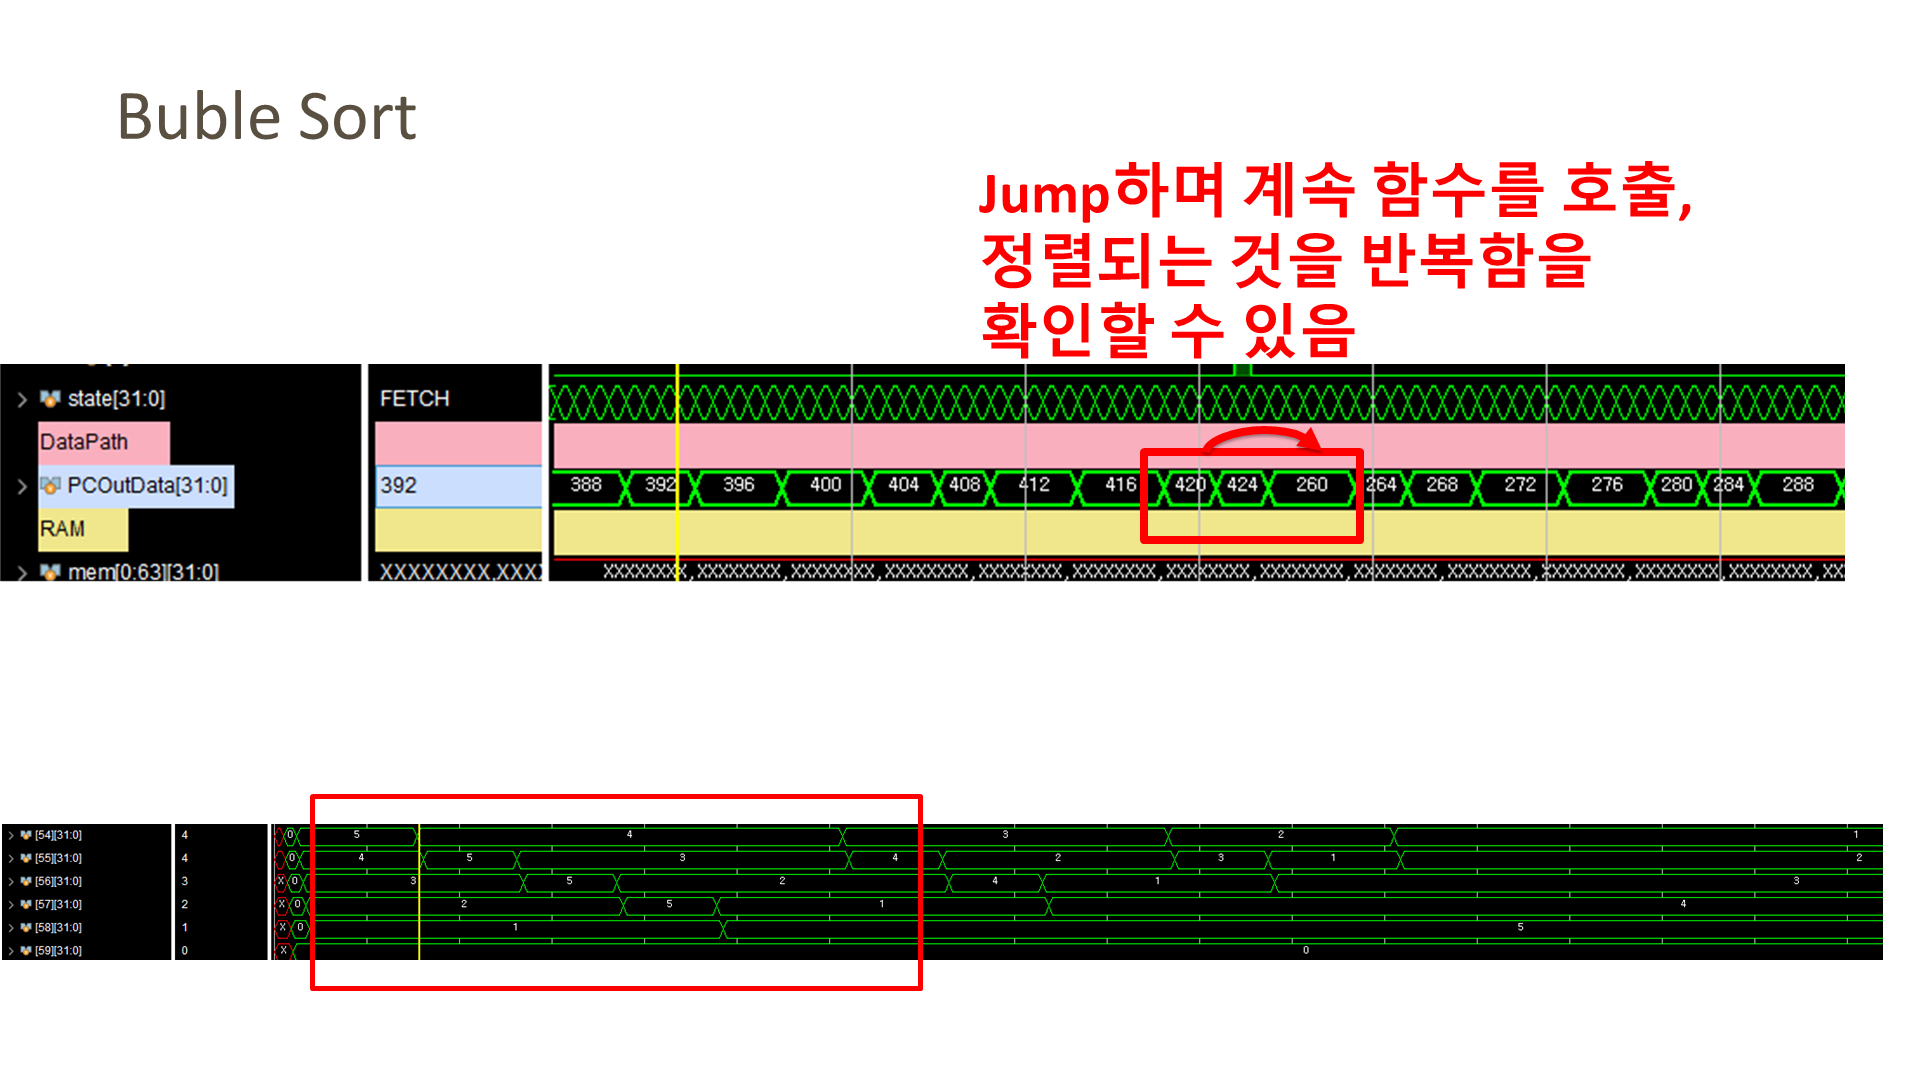 Buble Sort
Jump하며 계속 함수를 호출,
정렬되는 것을 반복함을
확인할 수 있음
state[31:0] FETCH
DataPath
PCOutData[31:0] 392 388 392 396 400 404 408 412 416 420 424 260 264 268 272 276 280 284 288
RAM
mem[0:63][31:0] XXXXXXXX,XXX XXXXXXXX,XXXXXXXX,XXXXXXXX,XXXXXXXX,XXXXXXXX,XXXXXXXX,XXXXXXXX,XXXXXXXX,XXXXXXXX,XXXXXXXX,XXXXXXXX,XXXXXXXX,XXXXXXXX,XX
[54][31:0] 4 0 5 4 3 2 1
[55][31:0] 4 0 4 5 3 4 2 3 1 2
[56][31:0] 3 X 0 3 5 2 4 1 3
[57][31:0] 2 X 0 2 5 1 4
[58][31:0] 1 X 0 1 5
[59][31:0] 0 X 0